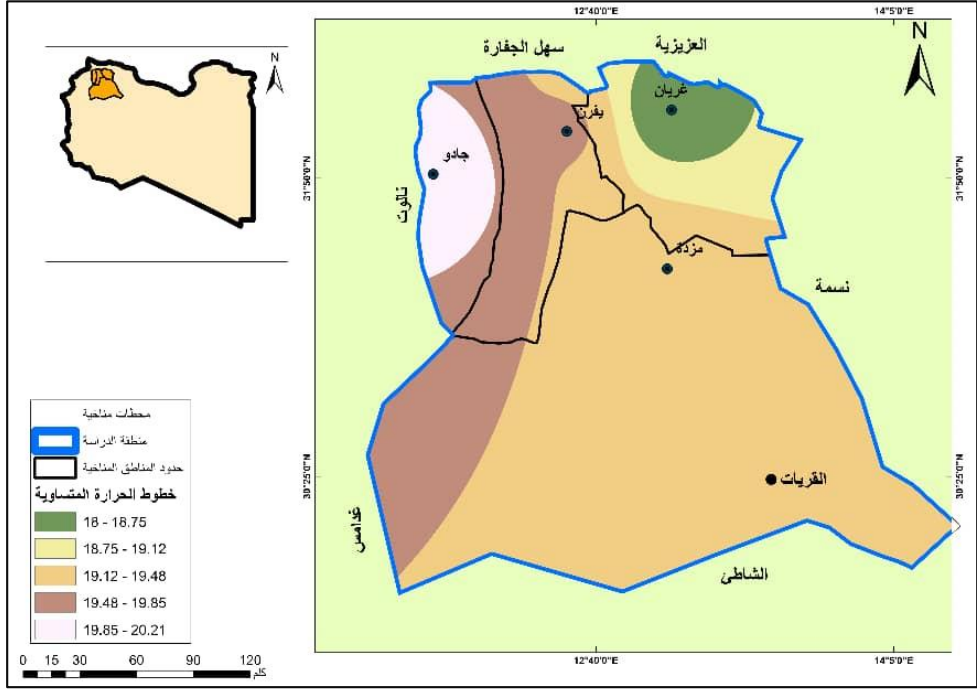 N
12°40'0"E
14°5'0"E
N
العزيزية
سهل الجفارة
غريان
يفرن
جادو
31°50'0"N
31°50'0"N
نالوت
مزدة
نسمة
محطات مناخية
منطقة الدراسة
حدود المناطق المناخية
خطوط الحرارة المتساوية
18 - 18.75
18.75 - 19.12
19.12 - 19.48
19.48 - 19.85
19.85 - 20.21
30°25'0"N
30°25'0"N
القريات
غدامس
الشاطئ
0 15 30 60 90 120
كلم
12°40'0"E
14°5'0"E